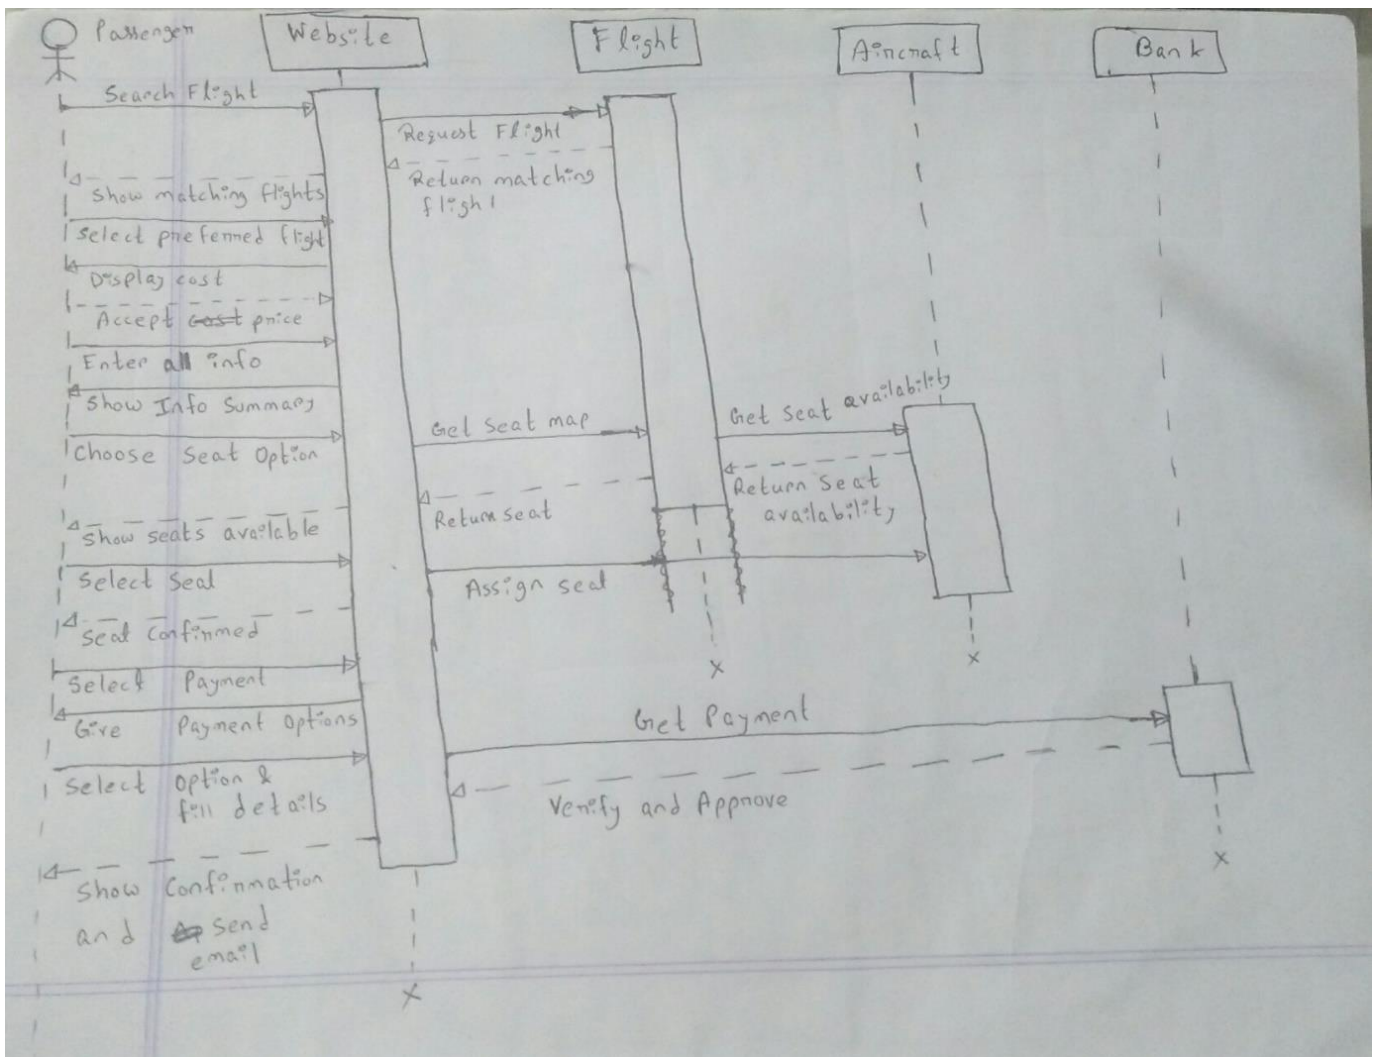 Passenger
Website
Flight
Aircraft
Bank
Search Flight
Request Flight
Return matching
flight
Show matching flights
Select preferred flight
Display cost
Accept cost price
Enter all info
Show Info Summary
Get Seat map
Get Seat availability
Choose Seat Option
Return Seat
availability
Return seat
Show seats available
Select Seat
Assign seat
Seat Confirmed
Select Payment
Give Payment Options
Get Payment
Select Option &
fill details
Verify and Approve
Show Confirmation
and send
email